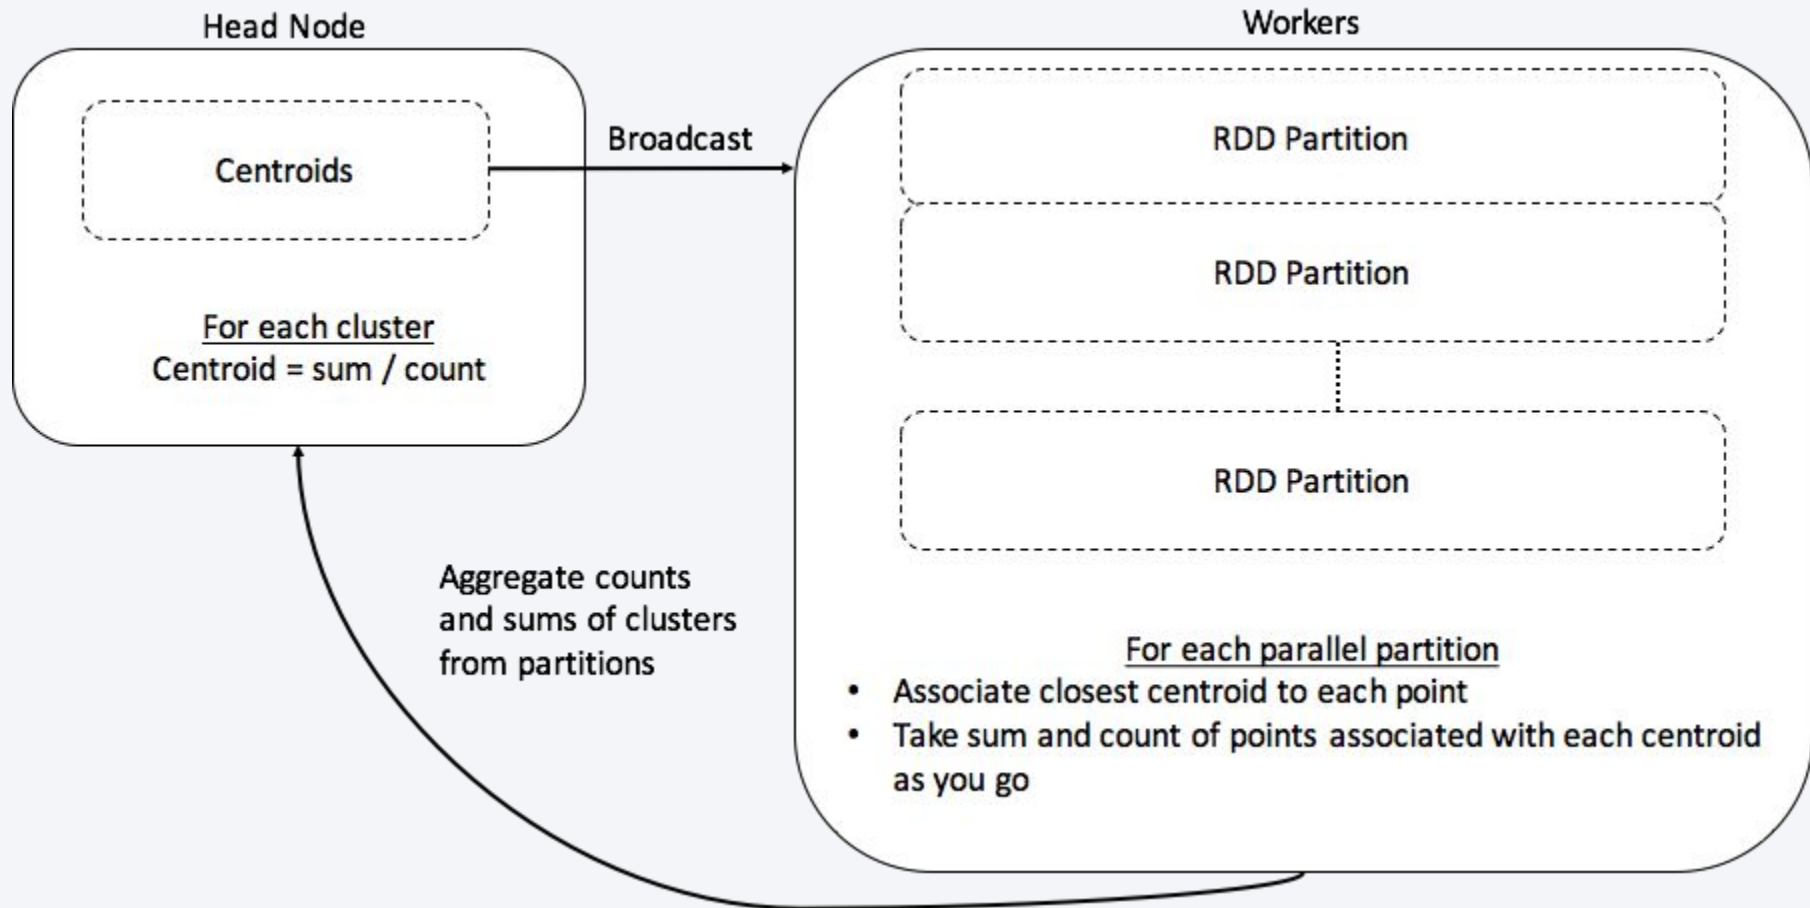 Head Node
Centroids
For each cluster
Centroid = sum / count
Broadcast
Aggregate counts
and sums of clusters
from partitions
Workers
RDD Partition
RDD Partition
RDD Partition
For each parallel partition
• Associate closest centroid to each point
• Take sum and count of points associated with each centroid
as you go